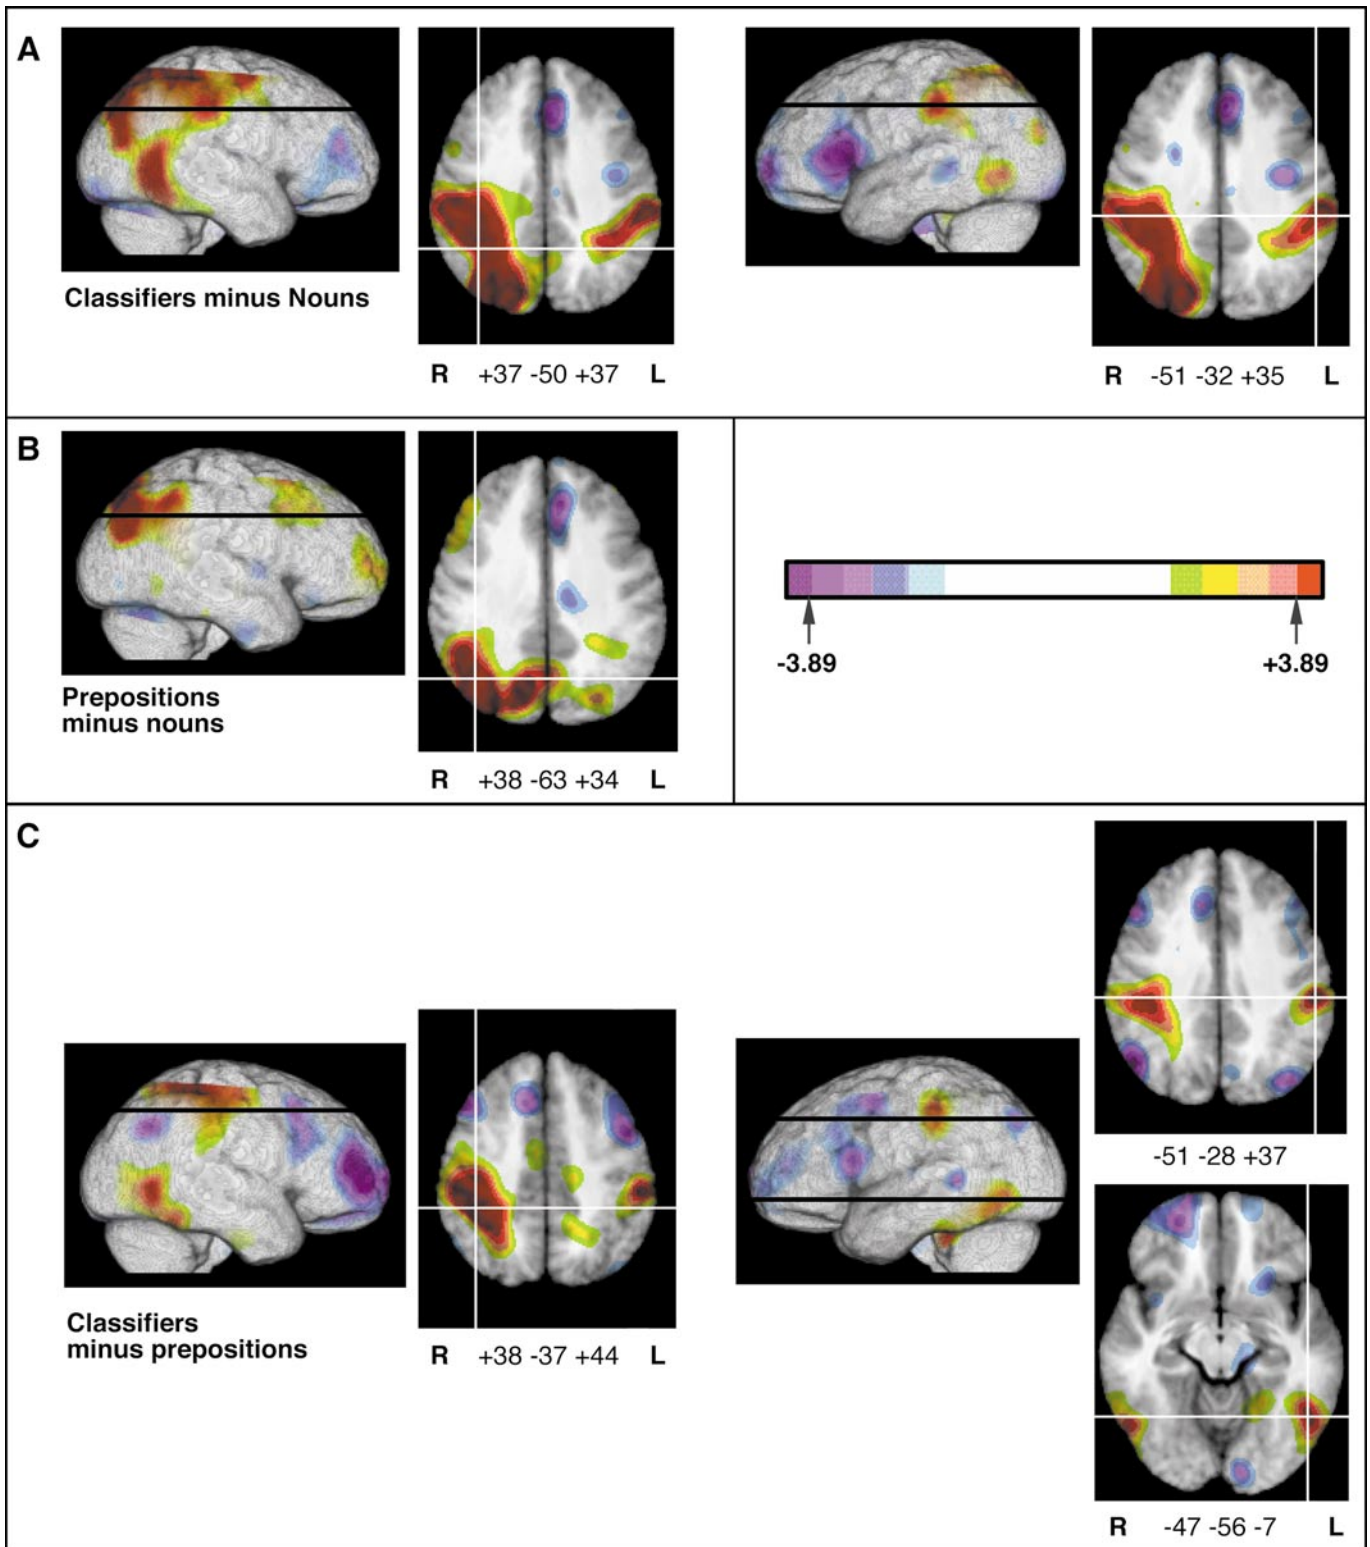 A
Classifiers minus Nouns
R +37 -50 +37 L
R -51 -32 +35 L
B
Prepositions
minus nouns
R +38 -63 +34 L
-3.89
+3.89
C
Classifiers
minus prepositions
R +38 -37 +44 L
-51 -28 +37
R -47 -56 -7 L